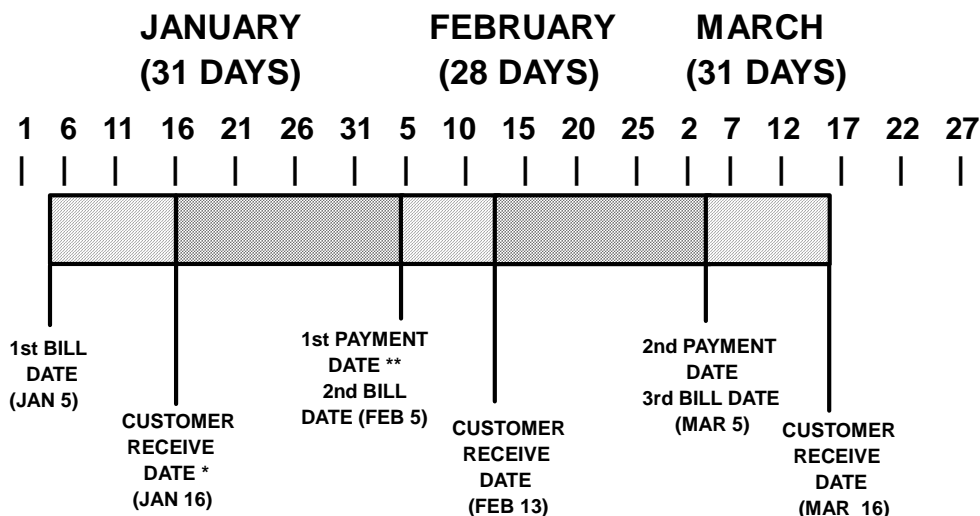 JANUARY
(31 DAYS)
FEBRUARY
(28 DAYS)
MARCH
(31 DAYS)
1 6 11 16 21 26 31 5 10 15 20 25 2 7 12 17 22 27
1st BILL
DATE
(JAN 5)
CUSTOMER
RECEIVE
DATE *
(JAN 16)
1st PAYMENT
DATE **
2nd BILL
DATE (FEB 5)
CUSTOMER
RECEIVE
DATE
(FEB 13)
2nd PAYMENT
DATE
3rd BILL DATE
(MAR 5)
CUSTOMER
RECEIVE
DATE
(MAR 16)